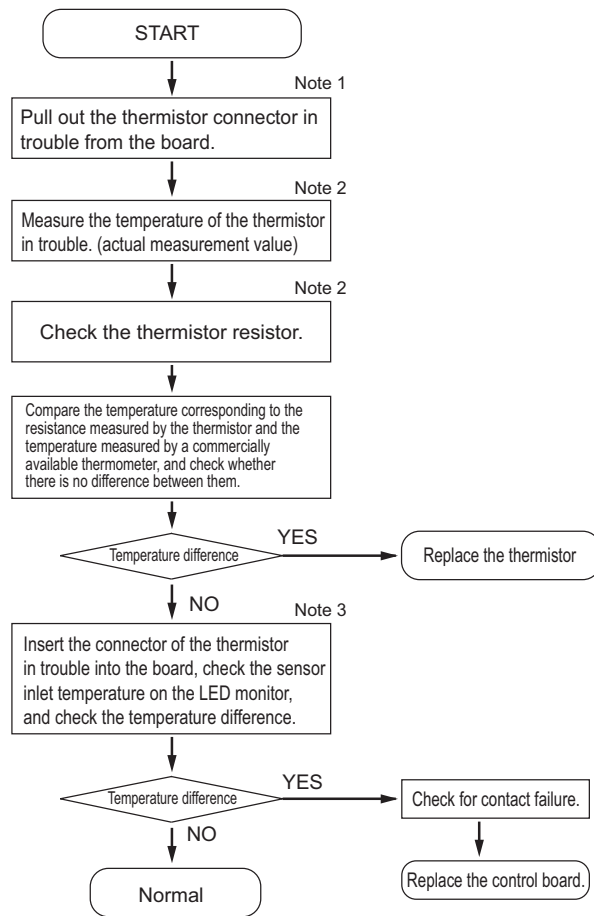 START
Note 1
Pull out the thermistor connector in
trouble from the board.
Note 2
Measure the temperature of the thermistor
in trouble. (actual measurement value)
Note 2
Check the thermistor resistor.
Compare the temperature corresponding to the
resistance measured by the thermistor and the
temperature measured by a commercially
available thermometer, and check whether
there is no difference between them.
Temperature difference
YES
Replace the thermistor
NO
Note 3
Insert the connector of the thermistor
in trouble into the board, check the sensor
inlet temperature on the LED monitor,
and check the temperature difference.
Temperature difference
YES
Check for contact failure.
NO
Replace the control board.
Normal